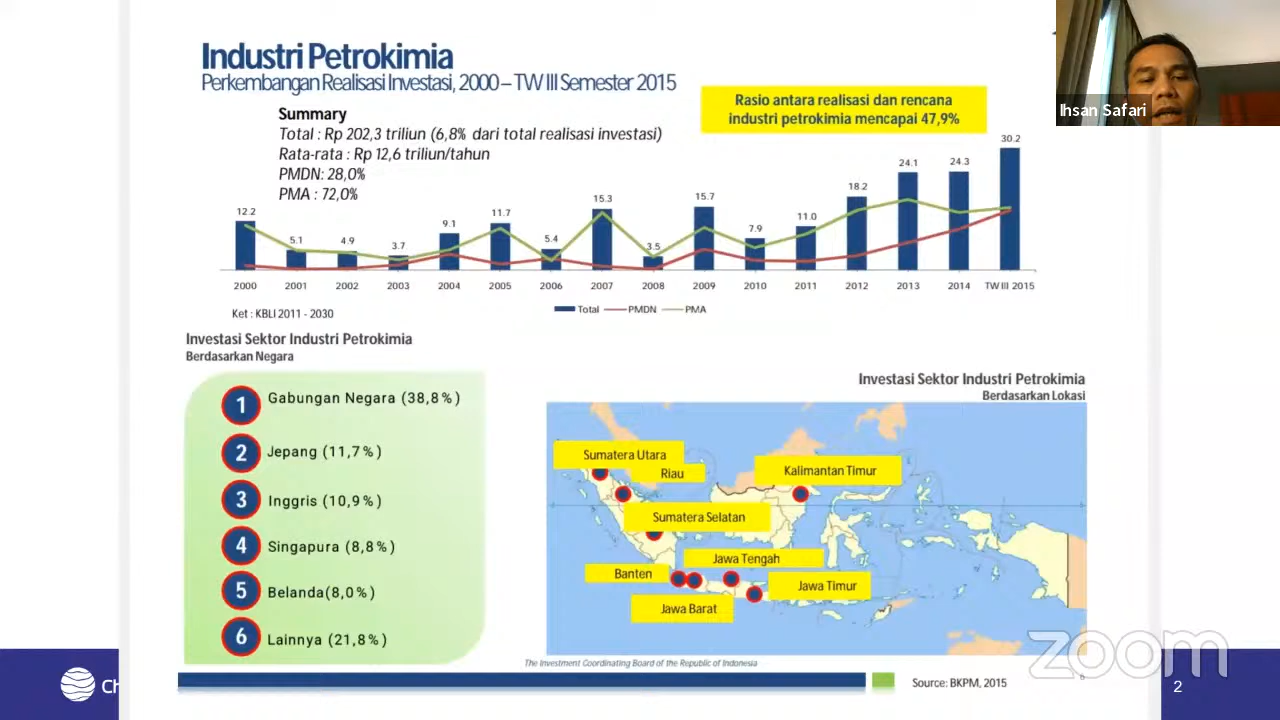 Industri Petrokimia
Perkembangan Realisasi Investasi, 2000 – TW III Semester 2015
Summary
Total : Rp 202,3 triliun (6,8% dari total realisasi investasi)
Rata-rata : Rp 12,6 triliun/tahun
PMDN: 28,0%
PMA : 72,0%
Rasio antara realisasi dan rencana
industri petrokimia mencapai 47,9%
Ihsan Safari
12.2 5.1 4.9 3.7 9.1 11.7 5.4 15.3 3.5 15.7 7.9 11.0 18.2 24.1 24.3 30.2
2000 2001 2002 2003 2004 2005 2006 2007 2008 2009 2010 2011 2012 2013 2014 TW III 2015
Total PMDN PMA
Ket : KBLI 2011 - 2030
Investasi Sektor Industri Petrokimia
Berdasarkan Negara
1 Gabungan Negara (38,8%)
2 Jepang (11,7%)
3 Inggris (10,9%)
4 Singapura (8,8%)
5 Belanda(8,0%)
6 Lainnya (21,8%)
Investasi Sektor Industri Petrokimia
Berdasarkan Lokasi
Sumatera Utara
Riau
Kalimantan Timur
Sumatera Selatan
Jawa Tengah
Banten
Jawa Timur
Jawa Barat
The Investment Coordinating Board of the Republic of Indonesia
Source: BKPM, 2015
6
zoom
Ch
2